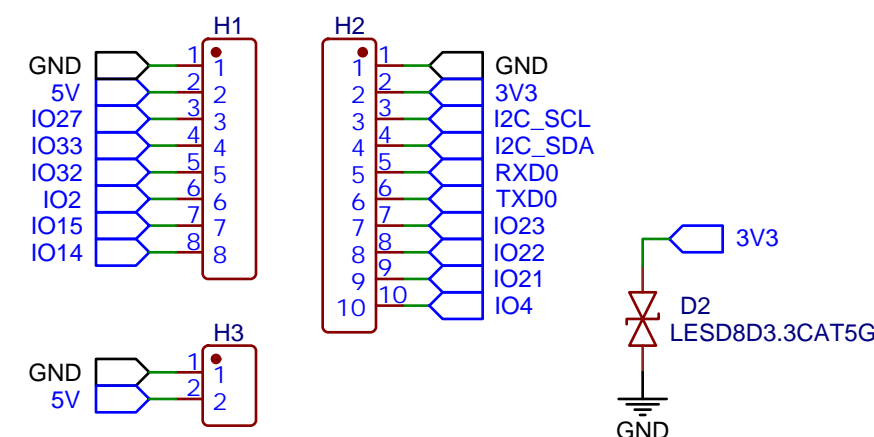 H1
GND 1 1
5V 2 2
IO27 3 3
IO33 4 4
IO32 5 5
IO2 6 6
IO15 7 7
IO14 8 8
H2
1 1 GND
2 2 3V3
3 3 I2C_SCL
4 4 I2C_SDA
5 5 RXD0
6 6 TXD0
7 7 IO23
8 8 IO22
9 9 IO21
10 10 IO4
H3
GND 1 1
5V 2 2
3V3
D2
LESD8D3.3CAT5G
GND